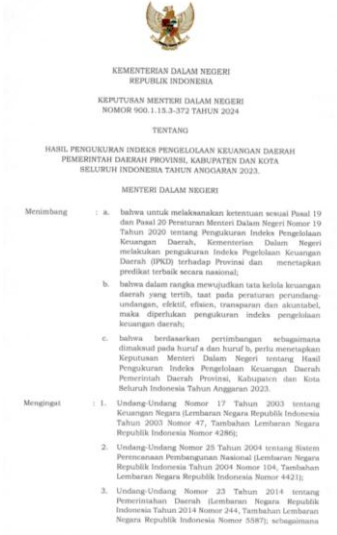 KEMENTERIAN DALAM NEGERI
REPUBLIK INDONESIA
KEPUTUSAN MENTERI DALAM NEGERI
NOMOR 900.1.15.3-372 TAHUN 2024
TENTANG
HASIL PENGUKURAN INDEKS PENGELOLAAN KEUANGAN DAERAH
PEMERINTAH DAERAH PROVINSI, KABUPATEN DAN KOTA
SELURUH INDONESIA TAHUN ANGGARAN 2023.
MENTERI DALAM NEGERI
Menimbang : a. bahwa untuk melaksanakan ketentuan sesuai Pasal 19
dan Pasal 20 Peraturan Menteri Dalam Negeri Nomor 19
Tahun 2020 tentang Pengukuran Indeks Pengelolaan
Keuangan Daerah, Kementerian Dalam Negeri
melakukan pengukuran Indeks Pegelolaan Keuangan
Daerah (IPKD) terhadap Provinsi dan menetapkan
predikat terbaik secara nasional;
b. bahwa dalam rangka mewujudkan tata kelola keuangan
daerah yang tertib, taat pada peraturan perundang-
undangan, efektif, efisien, transparan dan akuntabel,
maka diperlukan pengukuran indeks pengelolaan
keuangan daerah;
c. bahwa berdasarkan pertimbangan sebagaimana
dimaksud pada huruf a dan huruf b, perlu menetapkan
Keputusan Menteri Dalam Negeri tentang Hasil
Pengukuran Indeks Pengelolaan Keuangan Daerah
Pemerintah Daerah Provinsi, Kabupaten dan Kota
Seluruh Indonesia Tahun Anggaran 2023.
Mengingat : 1. Undang-Undang Nomor 17 Tahun 2003 tentang
Keuangan Negara (Lembaran Negara Republik Indonesia
Tahun 2003 Nomor 47, Tambahan Lembaran Negara
Republik Indonesia Nomor 4286);
2. Undang-Undang Nomor 25 Tahun 2004 tentang Sistem
Perencanaan Pembangunan Nasional (Lembaran Negara
Republik Indonesia Tahun 2004 Nomor 104, Tambahan
Lembaran Negara Republik Indonesia Nomor 4421);
3. Undang-Undang Nomor 23 Tahun 2014 tentang
Pemerintahan Daerah (Lembaran Negara Republik
Indonesia Tahun 2014 Nomor 244, Tambahan Lembaran
Negara Republik Indonesia Nomor 5587); sebagaimana